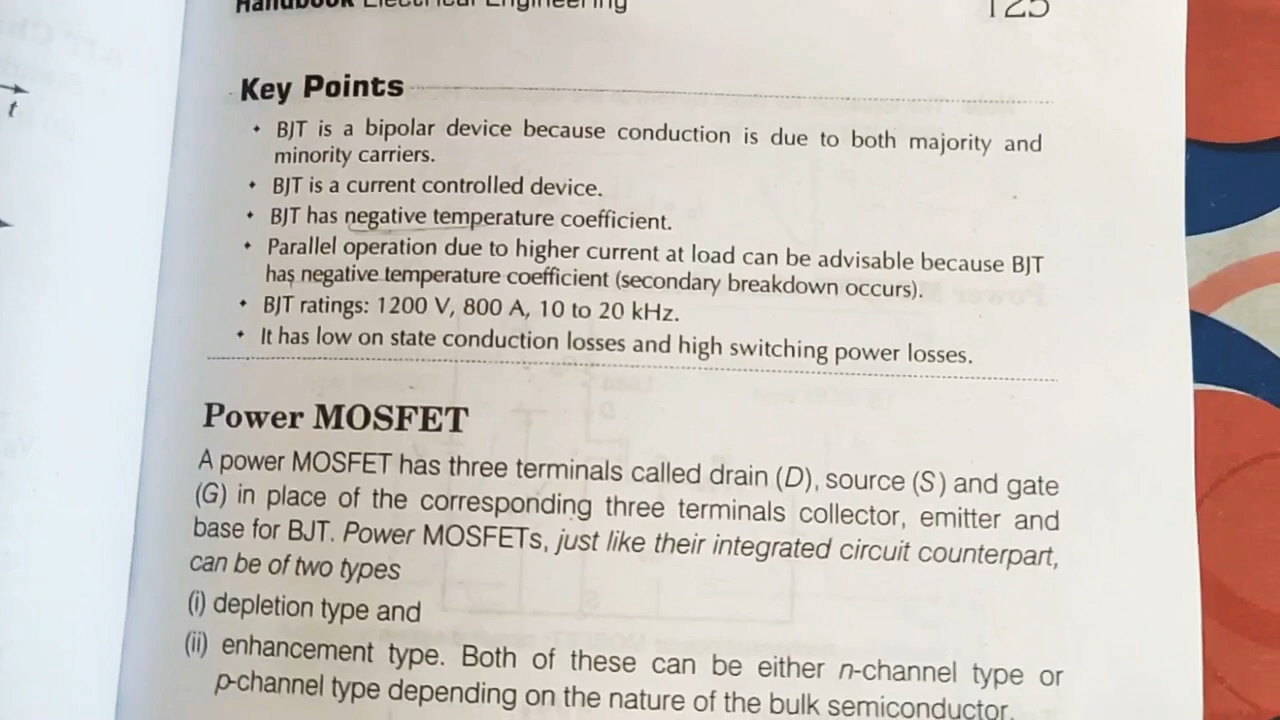 Handbook Electrical Engineering 125
t
Key Points
• BJT is a bipolar device because conduction is due to both majority and
minority carriers.
• BJT is a current controlled device.
• BJT has negative temperature coefficient.
• Parallel operation due to higher current at load can be advisable because BJT
has negative temperature coefficient (secondary breakdown occurs).
• BJT ratings: 1200 V, 800 A, 10 to 20 kHz.
• It has low on state conduction losses and high switching power losses.
Power MOSFET
A power MOSFET has three terminals called drain (D), source (S) and gate
(G) in place of the corresponding three terminals collector, emitter and
base for BJT. Power MOSFETs, just like their integrated circuit counterpart,
can be of two types
(i) depletion type and
(ii) enhancement type. Both of these can be either n-channel type or
p-channel type depending on the nature of the bulk semiconductor.